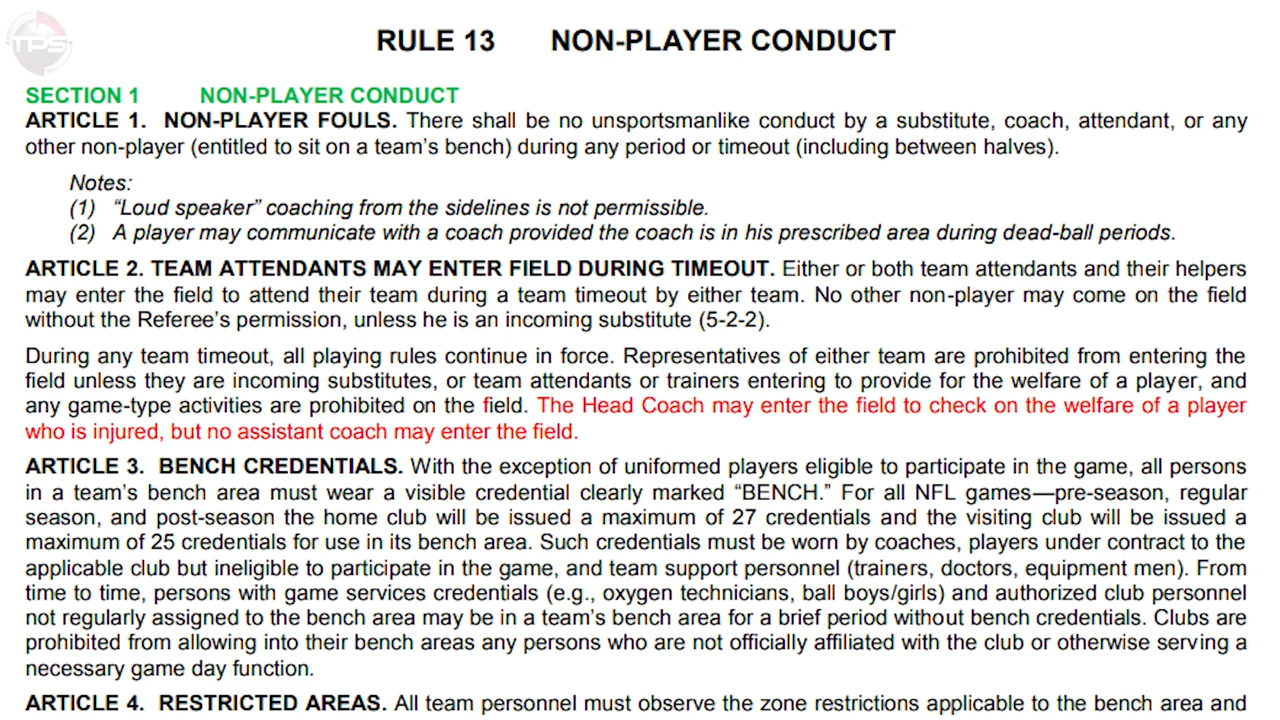 TPS
RULE 13 NON-PLAYER CONDUCT
SECTION 1 NON-PLAYER CONDUCT
ARTICLE 1. NON-PLAYER FOULS. There shall be no unsportsmanlike conduct by a substitute, coach, attendant, or any
other non-player (entitled to sit on a team’s bench) during any period or timeout (including between halves).
Notes:
(1) “Loud speaker” coaching from the sidelines is not permissible.
(2) A player may communicate with a coach provided the coach is in his prescribed area during dead-ball periods.
ARTICLE 2. TEAM ATTENDANTS MAY ENTER FIELD DURING TIMEOUT. Either or both team attendants and their helpers
may enter the field to attend their team during a team timeout by either team. No other non-player may come on the field
without the Referee’s permission, unless he is an incoming substitute (5-2-2).
During any team timeout, all playing rules continue in force. Representatives of either team are prohibited from entering the
field unless they are incoming substitutes, or team attendants or trainers entering to provide for the welfare of a player, and
any game-type activities are prohibited on the field. The Head Coach may enter the field to check on the welfare of a player
who is injured, but no assistant coach may enter the field.
ARTICLE 3. BENCH CREDENTIALS. With the exception of uniformed players eligible to participate in the game, all persons
in a team’s bench area must wear a visible credential clearly marked “BENCH.” For all NFL games—pre-season, regular
season, and post-season the home club will be issued a maximum of 27 credentials and the visiting club will be issued a
maximum of 25 credentials for use in its bench area. Such credentials must be worn by coaches, players under contract to the
applicable club but ineligible to participate in the game, and team support personnel (trainers, doctors, equipment men). From
time to time, persons with game services credentials (e.g., oxygen technicians, ball boys/girls) and authorized club personnel
not regularly assigned to the bench area may be in a team’s bench area for a brief period without bench credentials. Clubs are
prohibited from allowing into their bench areas any persons who are not officially affiliated with the club or otherwise serving a
necessary game day function.
ARTICLE 4. RESTRICTED AREAS. All team personnel must observe the zone restrictions applicable to the bench area and